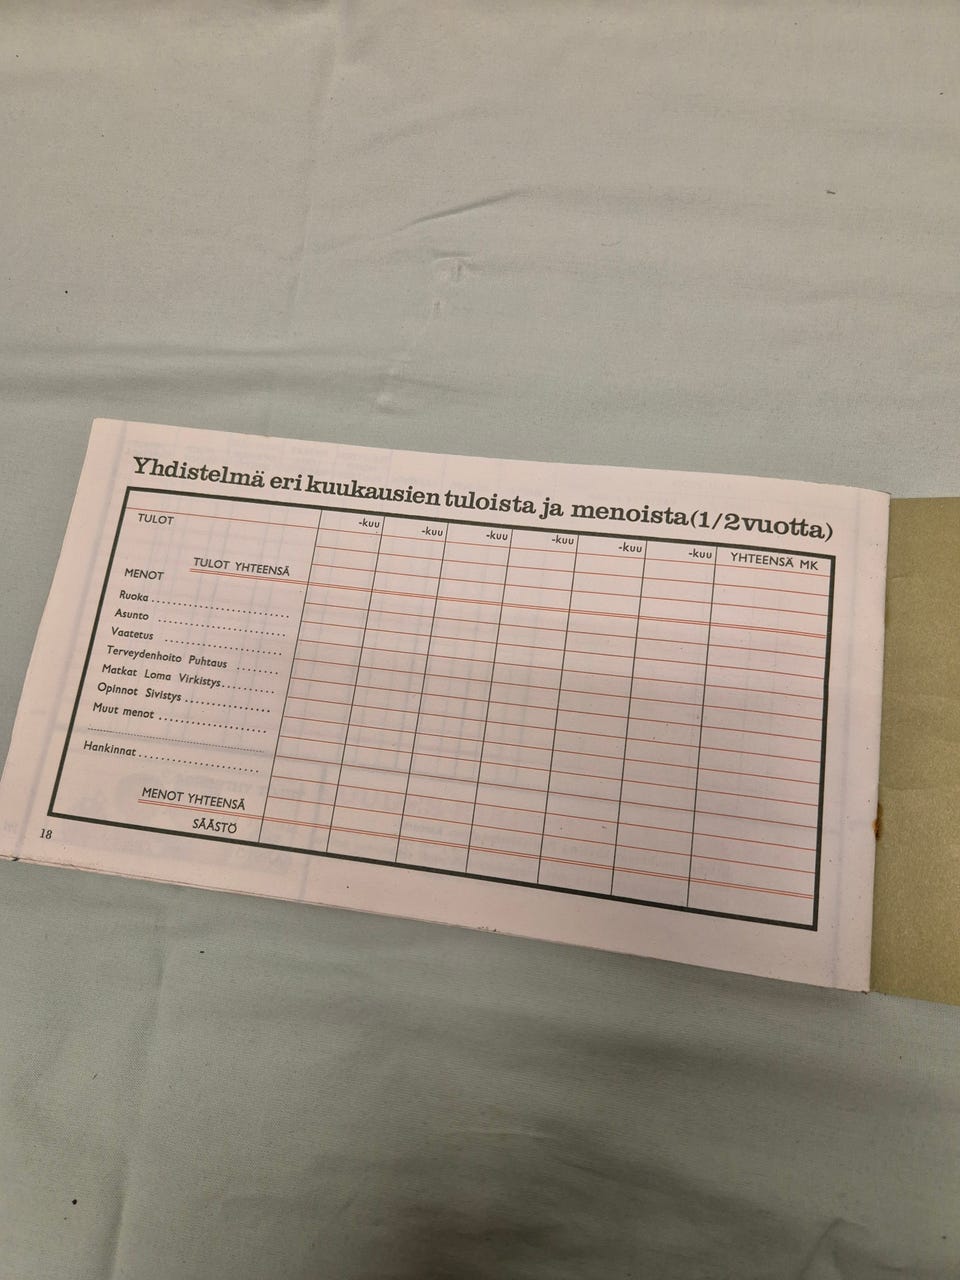 Yhdistelmä eri kuukausien tuloista ja menoista (1/2 vuotta)
TULOT -kuu -kuu -kuu -kuu -kuu -kuu YHTEENSÄ MK
TULOT YHTEENSÄ
MENOT
Ruoka
Asunto
Vaatetus
Terveydenhoito Puhtaus
Matkat Loma Virkistys
Opinnot Sivistys
Muut menot
Hankinnat
MENOT YHTEENSÄ
SÄÄSTÖ
18